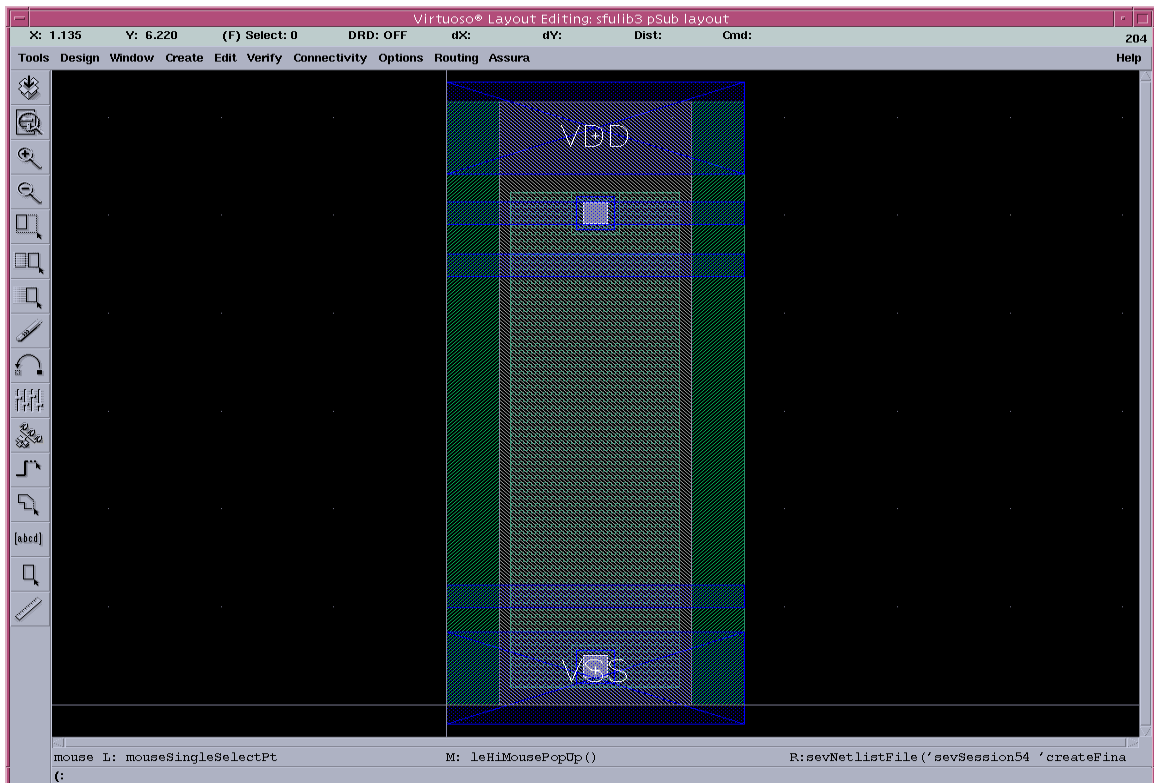 Virtuoso® Layout Editing: sfulib3 pSub layout
X: 1.135 Y: 6.220 (F) Select: 0 DRD: OFF dX: dY: Dist: Cmd: 204
Tools Design Window Create Edit Verify Connectivity Options Routing Assura Help
VDD
[abcd]
VSS
mouse L: mouseSingleSelectPt M: leHiMousePopUp() R:sevNetlistFile('sevSession54 'createFina
(: